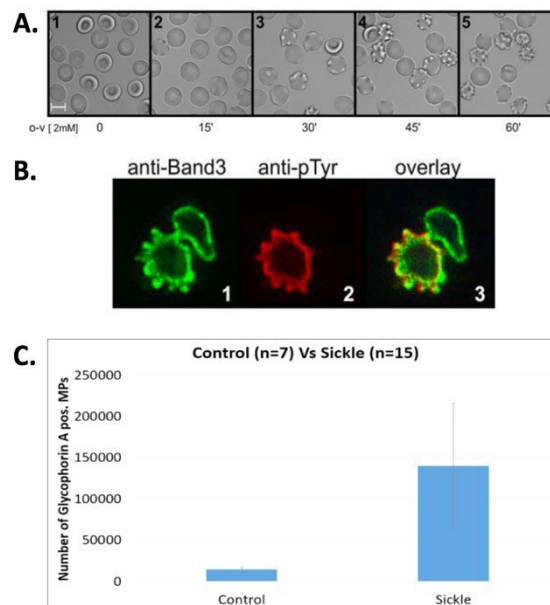 A.
1 2 3 4 5
o-v [ 2mM] 0 15' 30' 45' 60'
B.
anti-Band3 anti-pTyr overlay
1 2 3
C.
Control (n=7) Vs Sickle (n=15)
Number of Glycophorin A pos. MPs
250000
200000
150000
100000
50000
0
Control Sickle